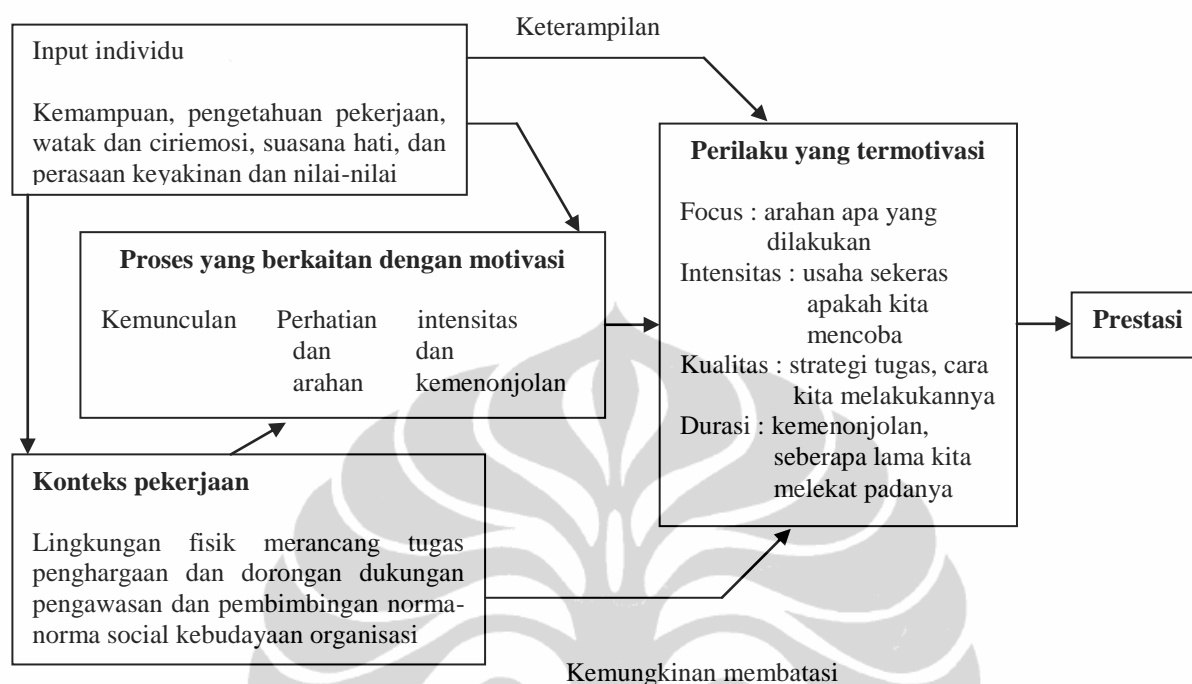 Keterampilan
Input individu
Kemampuan, pengetahuan pekerjaan,
watak dan ciriemosi, suasana hati, dan
perasaan keyakinan dan nilai-nilai
Proses yang berkaitan dengan motivasi
Kemunculan Perhatian intensitas
dan dan
arahan kemenonjolan
Perilaku yang termotivasi
Focus : arahan apa yang
dilakukan
Intensitas : usaha sekeras
apakah kita
mencoba
Kualitas : strategi tugas, cara
kita melakukannya
Durasi : kemenonjolan,
seberapa lama kita
melekat padanya
Prestasi
Konteks pekerjaan
Lingkungan fisik merancang tugas
penghargaan dan dorongan dukungan
pengawasan dan pembimbingan norma-
norma social kebudayaan organisasi
Kemungkinan membatasi